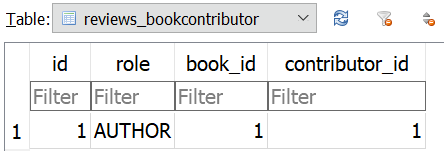 Table: reviews_bookcontributor
id role book_id contributor_id
Filter Filter Filter Filter
1 1 AUTHOR 1 1